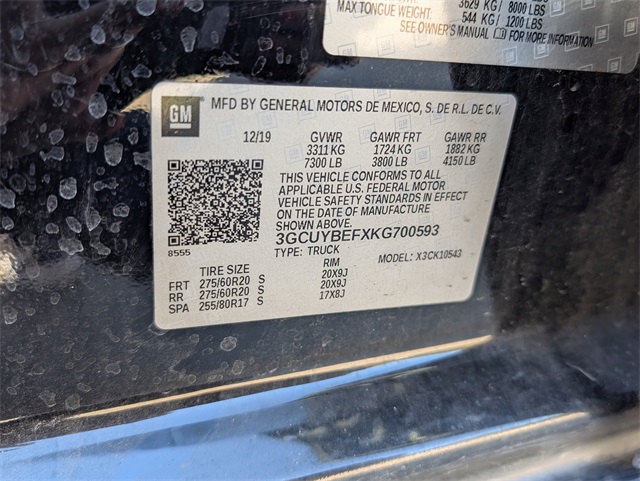 3629 KG/ 8000 LBS
MAX TONGUE WEIGHT: 544 KG/ 1200 LBS
SEE OWNER'S MANUAL FOR MORE INFORMATION
GM
MFD BY GENERAL MOTORS DE MEXICO, S. DE R.L. DE C.V.
12/19 GVWR GAWR FRT GAWR RR
3311 KG 1724 KG 1882 KG
7300 LB 3800 LB 4150 LB
THIS VEHICLE CONFORMS TO ALL
APPLICABLE U.S. FEDERAL MOTOR
VEHICLE SAFETY STANDARDS IN EFFECT
ON THE DATE OF MANUFACTURE
SHOWN ABOVE.
3GCUYBEFXKG700593
8555 TYPE: TRUCK MODEL: X3CK10543
TIRE SIZE RIM
FRT 275/60R20 S 20X9J
RR 275/60R20 S 20X9J
SPA 255/80R17 S 17X8J